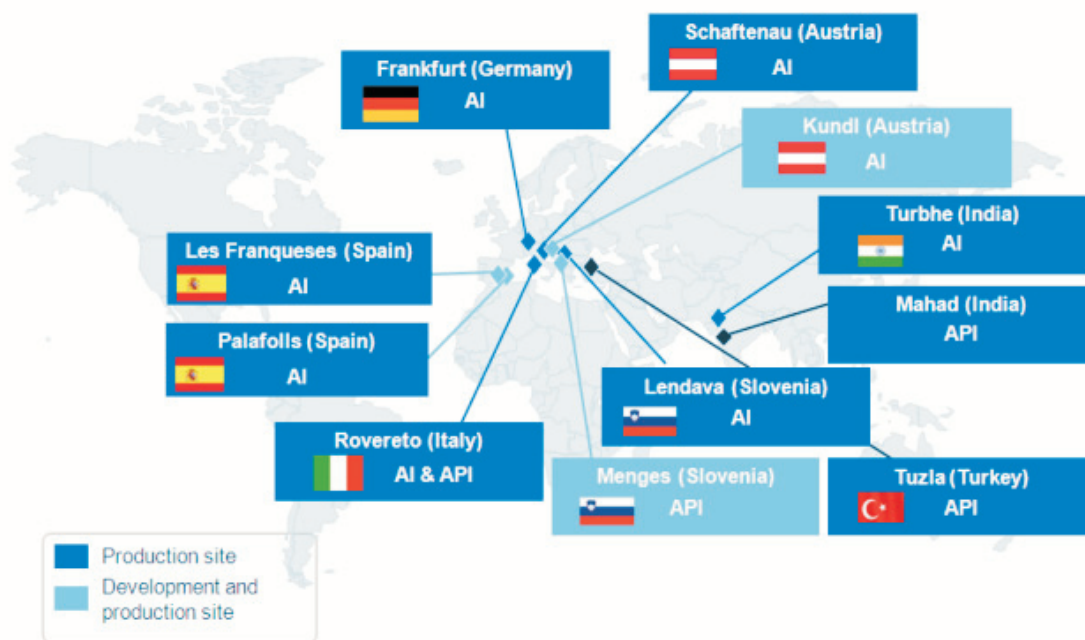 Schaftenau (Austria)
AI
Frankfurt (Germany)
AI
Kundl (Austria)
AI
Turbhe (India)
AI
Les Franqueses (Spain)
AI
Mahad (India)
API
Palafolls (Spain)
AI
Lendava (Slovenia)
AI
Rovereto (Italy)
AI & API
Menges (Slovenia)
API
Tuzla (Turkey)
API
Production site
Development and
production site